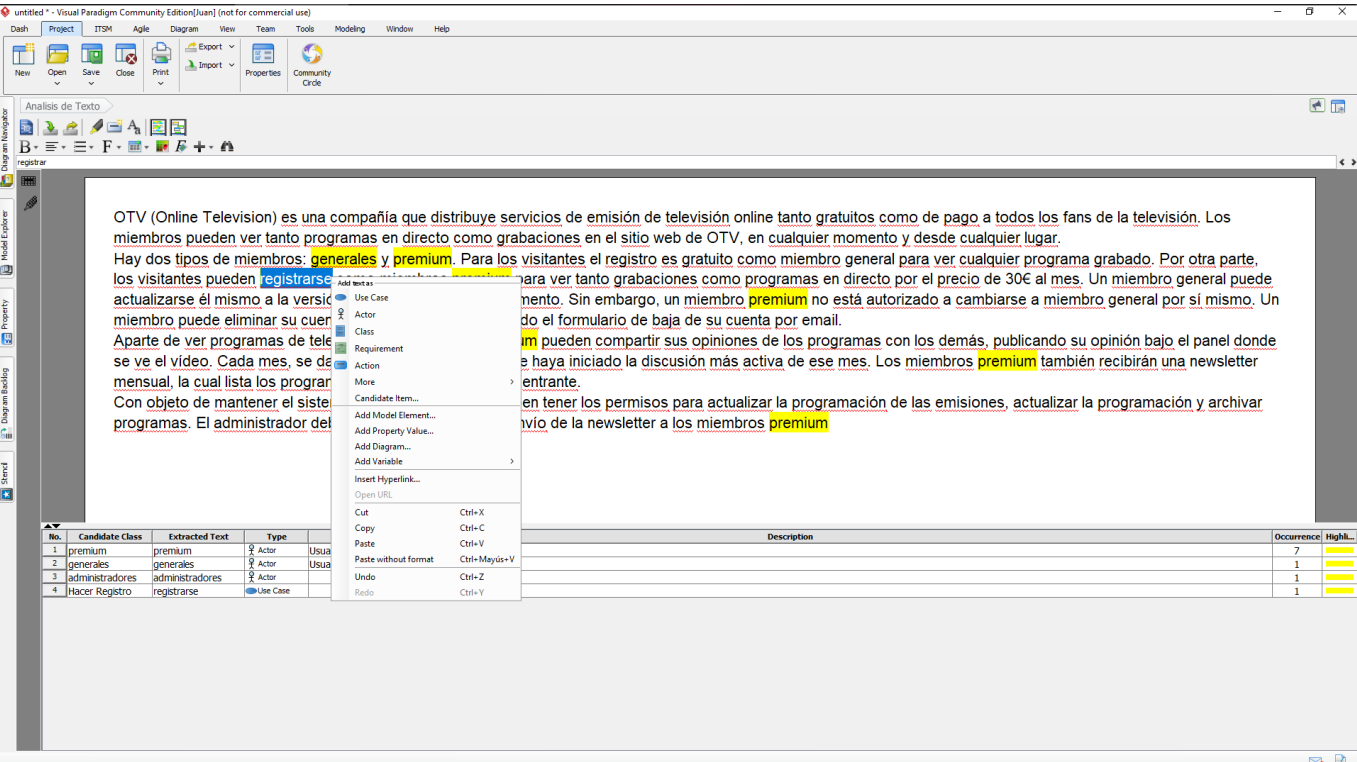 untitled * - Visual Paradigm Community Edition[Juan] (not for commercial use)
Dash Project ITSM Agile Diagram View Team Tools Modeling Window Help
Export
Import
New Open Save Close Print Properties Community Circle
Analisis de Texto
Diagram Navigator
registrar
Model Explorer
Property
Diagram Backlog
Stencil
OTV (Online Television) es una compañía que distribuye servicios de emisión de televisión online tanto gratuitos como de pago a todos los fans de la televisión. Los
miembros pueden ver tanto programas en directo como grabaciones en el sitio web de OTV, en cualquier momento y desde cualquier lugar.
Hay dos tipos de miembros: generales y premium. Para los visitantes el registro es gratuito como miembro general para ver cualquier programa grabado. Por otra parte,
los visitantes pueden registrarse para ver tanto grabaciones como programas en directo por el precio de 30€ al mes. Un miembro general puede
actualizarse él mismo a la versió mento. Sin embargo, un miembro premium no está autorizado a cambiarse a miembro general por sí mismo. Un
miembro puede eliminar su cuen do el formulario de baja de su cuenta por email.
Aparte de ver programas de tele um pueden compartir sus opiniones de los programas con los demás, publicando su opinión bajo el panel donde
se ve el vídeo. Cada mes, se da e haya iniciado la discusión más activa de ese mes. Los miembros premium también recibirán una newsletter
mensual, la cual lista los program entrante.
Con objeto de mantener el sister en tener los permisos para actualizar la programación de las emisiones, actualizar la programación y archivar
programas. El administrador deb nvío de la newsletter a los miembros premium
Add text as
Use Case
Actor
Class
Requirement
Action
More
Candidate Item...
Add Model Element...
Add Property Value...
Add Diagram...
Add Variable
Insert Hyperlink...
Open URL
Cut Ctrl+X
Copy Ctrl+C
Paste Ctrl+V
Paste without format Ctrl+Mayús+V
Undo Ctrl+Z
Redo Ctrl+Y
No. Candidate Class Extracted Text Type Description Occurrence Highli...
1 premium premium Actor Usua 7
2 generales generales Actor Usua 1
3 administradores administradores Actor 1
4 Hacer Registro registrarse Use Case 1